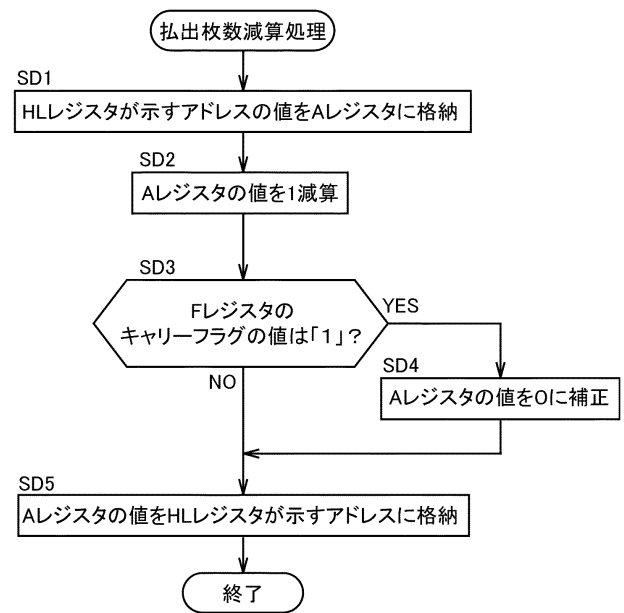 払出枚数減算処理
SD1
HLレジスタが示すアドレスの値をAレジスタに格納
SD2
Aレジスタの値を1減算
SD3
Fレジスタの
キャリーフラグの値は「1」？
YES
NO
SD4
Aレジスタの値を0に補正
SD5
Aレジスタの値をHLレジスタが示すアドレスに格納
終了